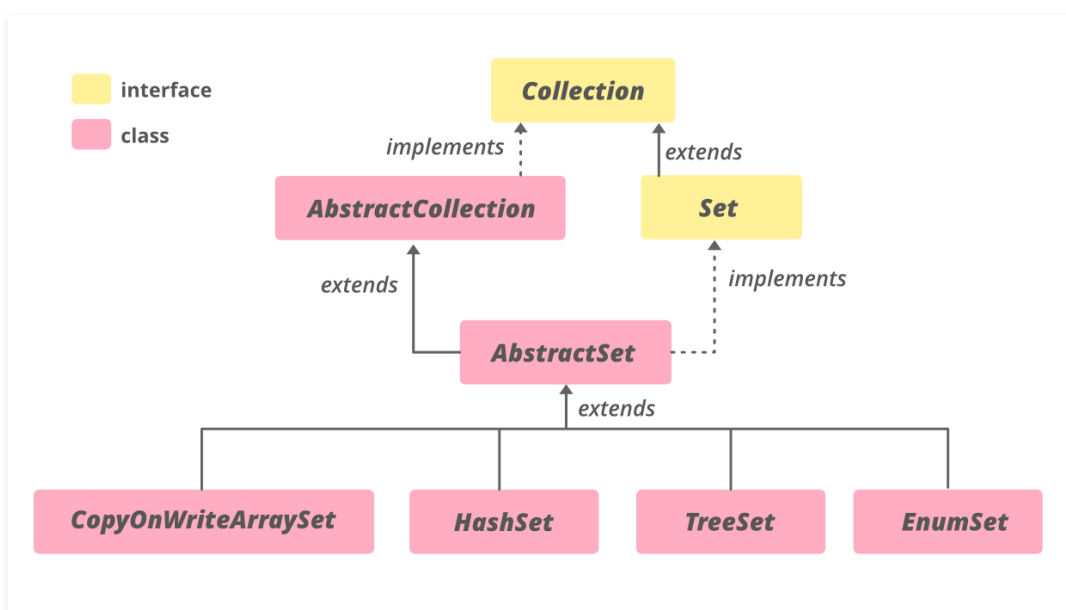 interface
class
Collection
implements
extends
AbstractCollection
Set
extends
implements
AbstractSet
extends
CopyOnWriteArraySet
HashSet
TreeSet
EnumSet